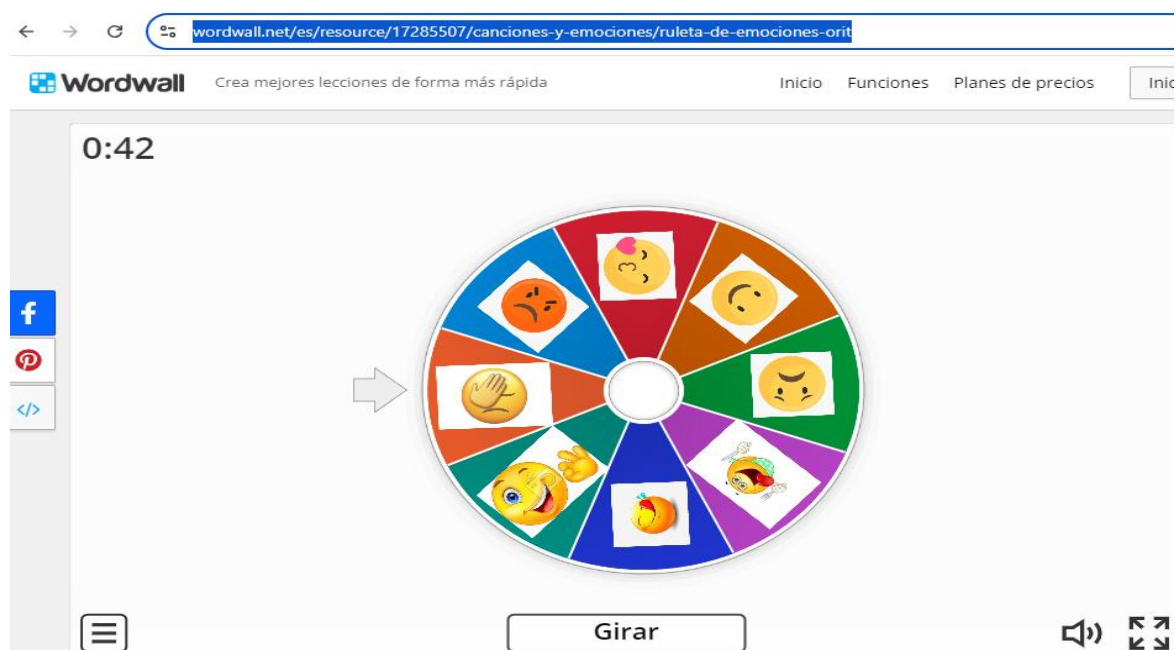 wordwall.net/es/resource/17285507/canciones-y-emociones/ruleta-de-emociones-orit
Wordwall Crea mejores lecciones de forma más rápida Inicio Funciones Planes de precios Inic
0:42
f
</>
Girar